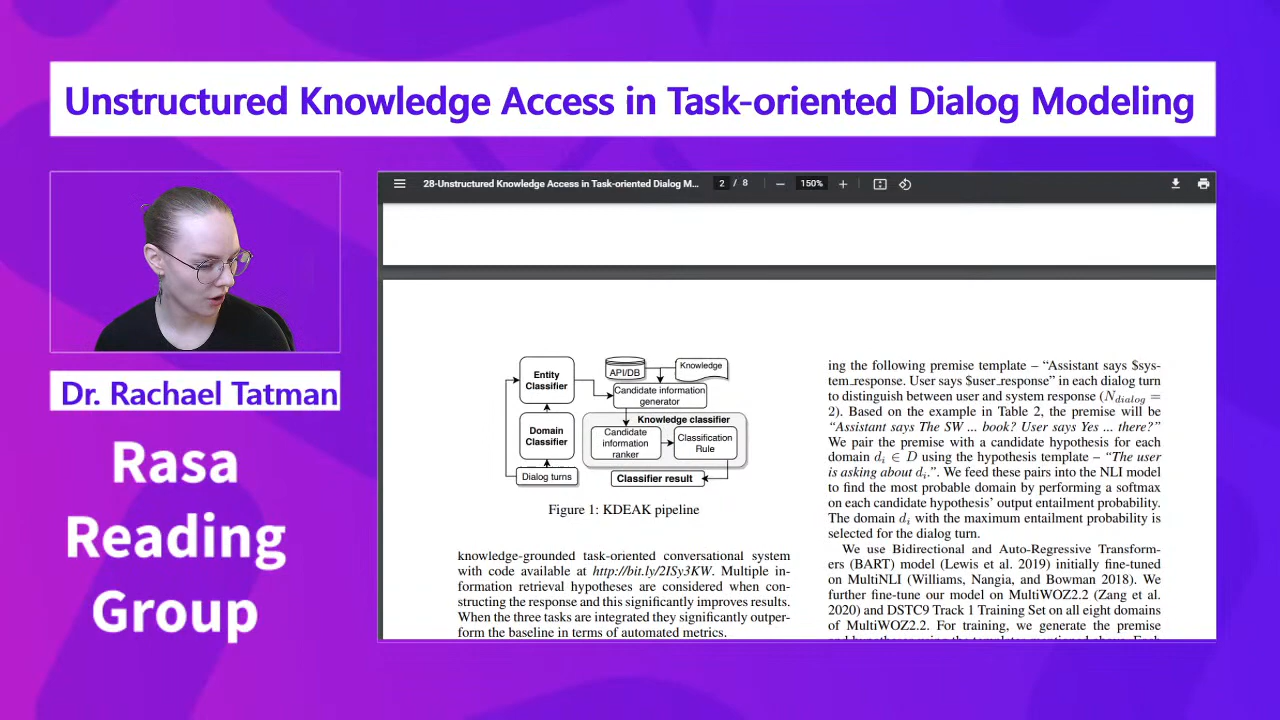 Unstructured Knowledge Access in Task-oriented Dialog Modeling
28-Unstructured Knowledge Access in Task-oriented Dialog M...
2 / 8
150%
Dr. Rachael Tatman
Rasa
Reading
Group
Entity
Classifier
API/DB
Knowledge
Candidate information
generator
Domain
Classifier
Knowledge classifier
Candidate
information
ranker
Classification
Rule
Dialog turns
Classifier result
Figure 1: KDEAK pipeline
knowledge-grounded task-oriented conversational system
with code available at http://bit.ly/2ISy3KW. Multiple in-
formation retrieval hypotheses are considered when con-
structing the response and this significantly improves results.
When the three tasks are integrated they significantly outper-
form the baseline in terms of automated metrics.
ing the following premise template – “Assistant says $sys-
tem_response. User says $user_response” in each dialog turn
to distinguish between user and system response (N_dialog =
2). Based on the example in Table 2, the premise will be
“Assistant says The SW ... book? User says Yes ... there?”
We pair the premise with a candidate hypothesis for each
domain d_i ∈ D using the hypothesis template – “The user
is asking about d_i.”. We feed these pairs into the NLI model
to find the most probable domain by performing a softmax
on each candidate hypothesis’ output entailment probability.
The domain d_i with the maximum entailment probability is
selected for the dialog turn.
We use Bidirectional and Auto-Regressive Transform-
ers (BART) model (Lewis et al. 2019) initially fine-tuned
on MultiNLI (Williams, Nangia, and Bowman 2018). We
further fine-tune our model on MultiWOZ2.2 (Zang et al.
2020) and DSTC9 Track 1 Training Set on all eight domains
of MultiWOZ2.2. For training, we generate the premise